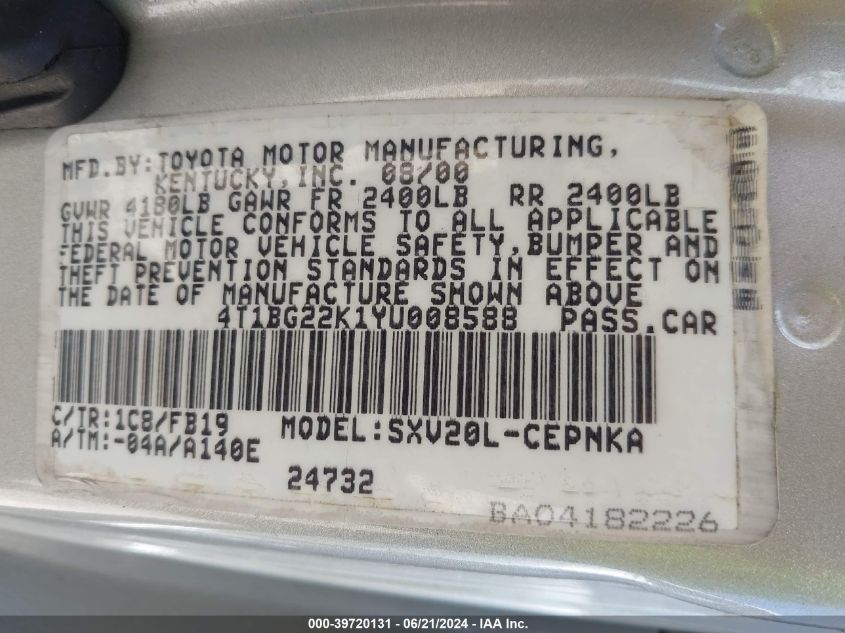 MFD.BY:TOYOTA MOTOR MANUFACTURING,
KENTUCKY,INC. 08/00
GVWR 4180LB GAWR FR 2400LB RR 2400LB
THIS VEHICLE CONFORMS TO ALL APPLICABLE
FEDERAL MOTOR VEHICLE SAFETY,BUMPER AND
THEFT PREVENTION STANDARDS IN EFFECT ON
THE DATE OF MANUFACTURE SHOWN ABOVE
4T1BG22K1YU008588 PASS.CAR
C/TR:1C8/FB19 MODEL:SXV20L-CEPNKA
A/TM:-04A/A140E
24732
BA04182226
000-39720131 - 06/21/2024 - IAA Inc.